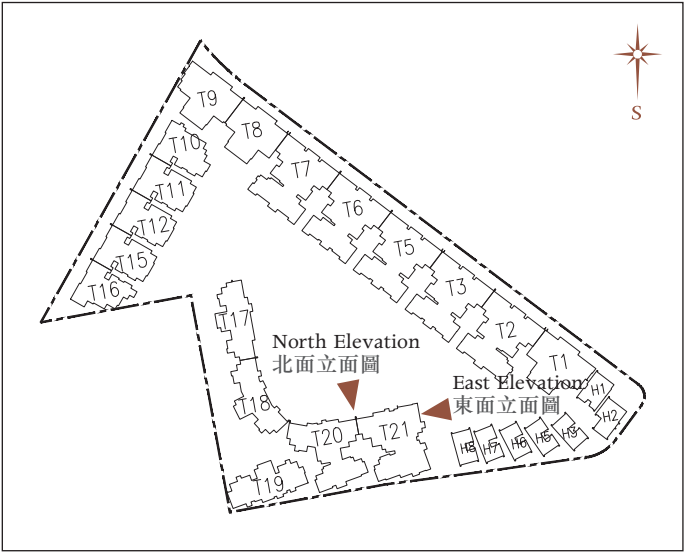 S
T9
T8
T10
T7
T11
T6
T12
T5
T15
T3
T16
T2
T17
North Elevation
北面立面圖
T1
East Elevation
東面立面圖
H1
H2
T18
T20
T21
H8
H7
H6
H5
H3
T19